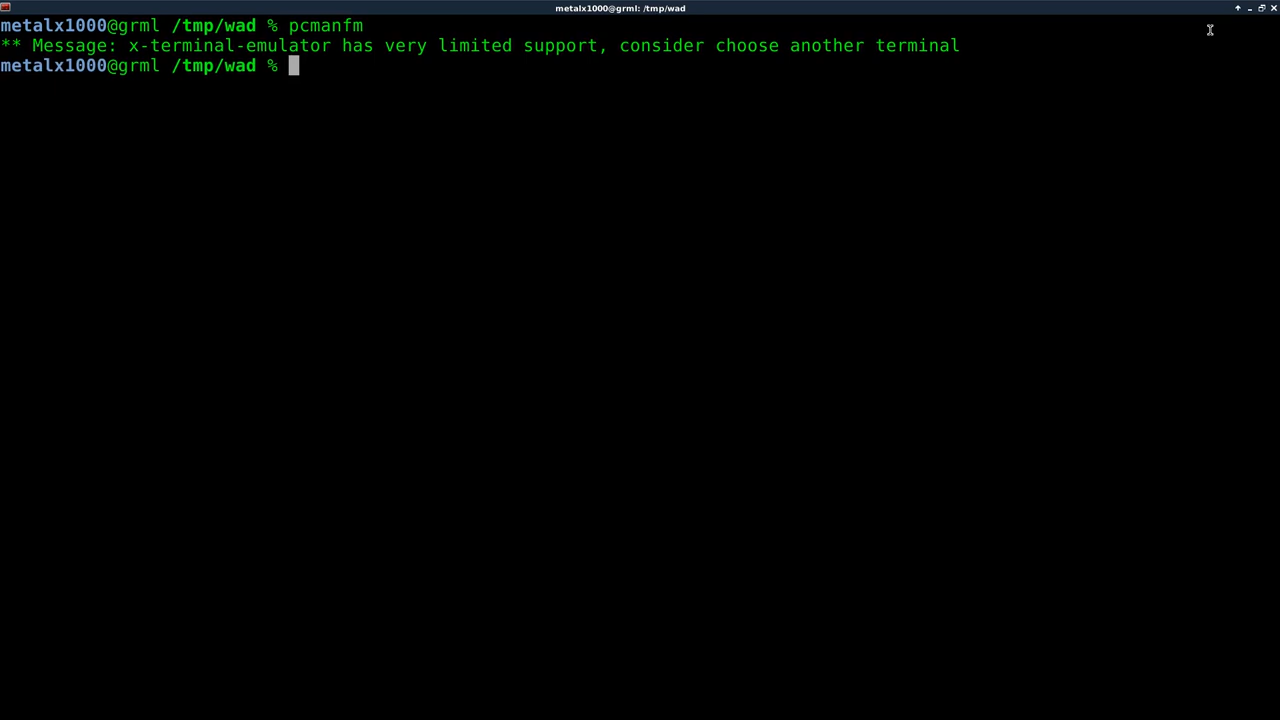 metalx1000@grml: /tmp/wad
metalx1000@grml /tmp/wad % pcmanfm
** Message: x-terminal-emulator has very limited support, consider choose another terminal
metalx1000@grml /tmp/wad %